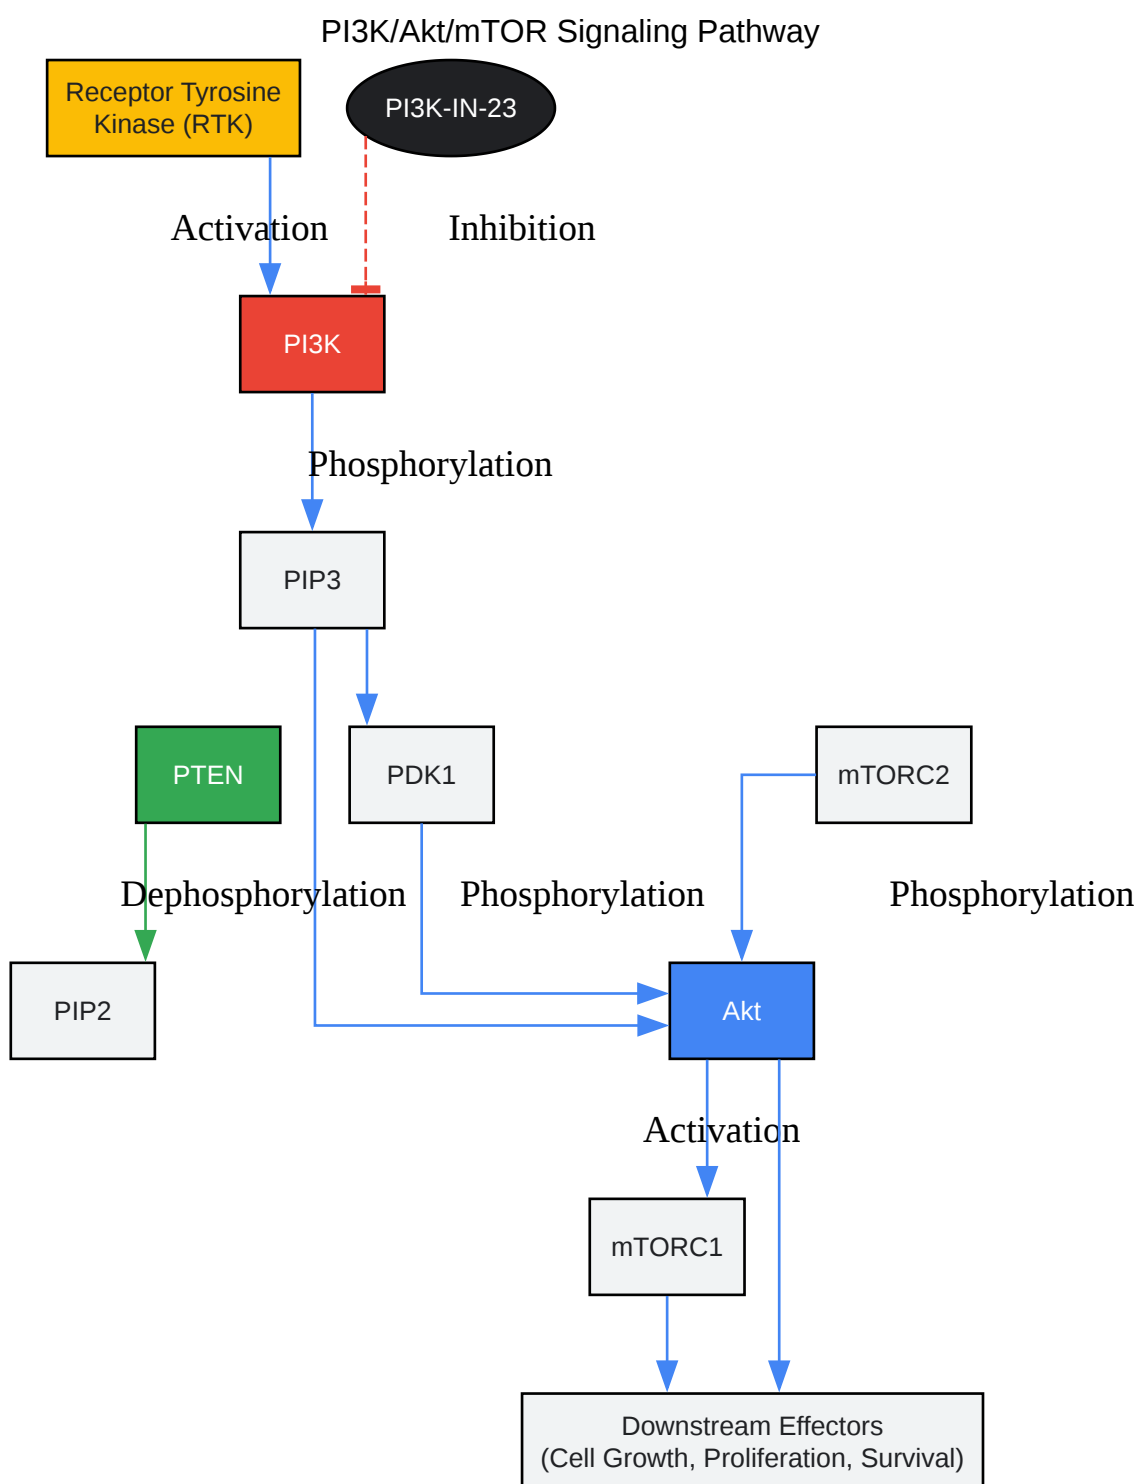 PI3K/Akt/mTOR Signaling Pathway
Receptor Tyrosine
Kinase (RTK)
PI3K-IN-23
Activation
Inhibition
PI3K
Phosphorylation
PIP3
PTEN
PDK1
mTORC2
Dephosphorylation
Phosphorylation
Phosphorylation
PIP2
Akt
Activation
mTORC1
Downstream Effectors
(Cell Growth, Proliferation, Survival)